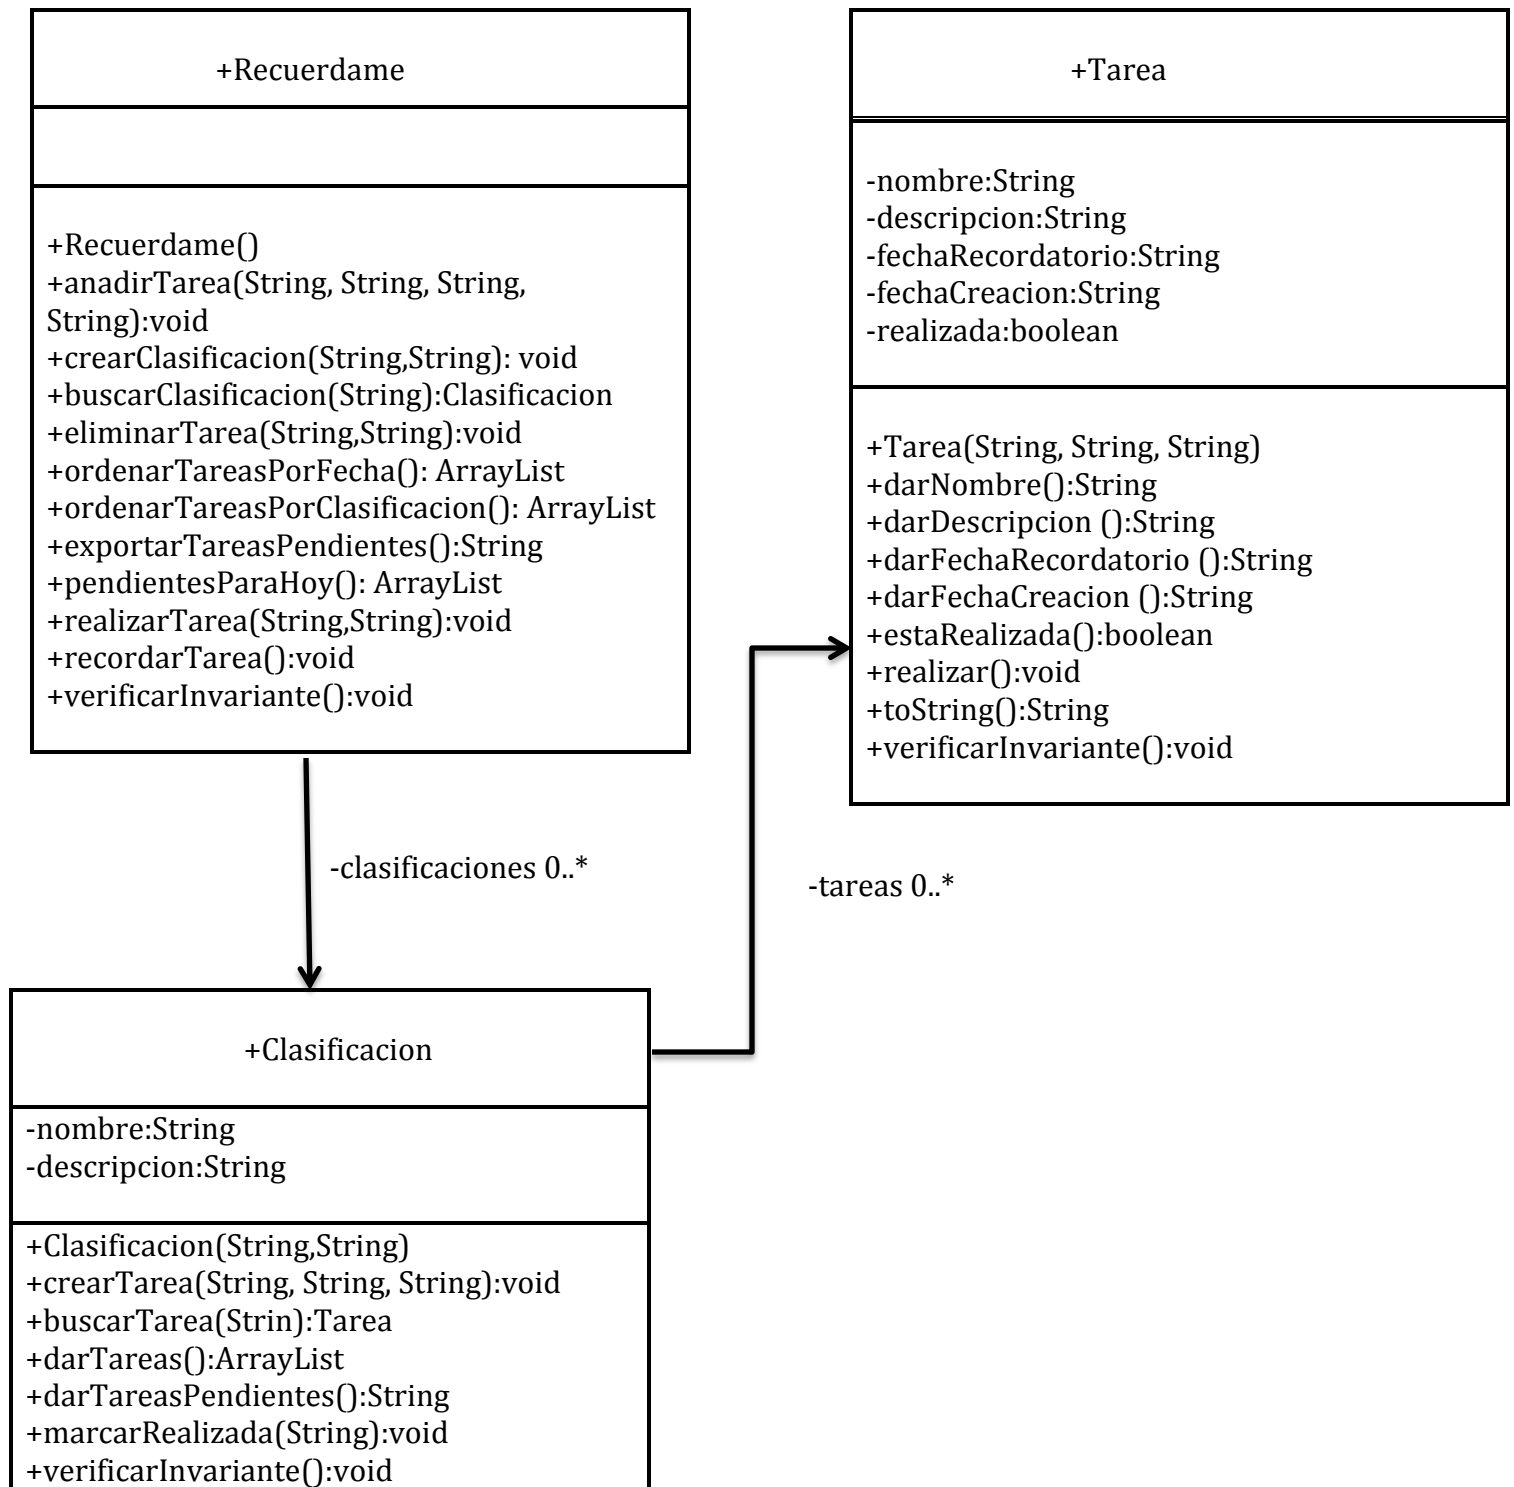 +Recuerdame
+Recuerdame()
+anadirTarea(String, String, String,
String):void
+crearClasificacion(String,String): void
+buscarClasificacion(String):Clasificacion
+eliminarTarea(String,String):void
+ordenarTareasPorFecha(): ArrayList
+ordenarTareasPorClasificacion(): ArrayList
+exportarTareasPendientes():String
+pendientesParaHoy(): ArrayList
+realizarTarea(String,String):void
+recordarTarea():void
+verificarInvariante():void
+Tarea
-nombre:String
-descripcion:String
-fechaRecordatorio:String
-fechaCreacion:String
-realizada:boolean
+Tarea(String, String, String)
+darNombre():String
+darDescripcion ():String
+darFechaRecordatorio ():String
+darFechaCreacion ():String
+estaRealizada():boolean
+realizar():void
+toString():String
+verificarInvariante():void
-clasificaciones 0..*
-tareas 0..*
+Clasificacion
-nombre:String
-descripcion:String
+Clasificacion(String,String)
+crearTarea(String, String, String):void
+buscarTarea(Strin):Tarea
+darTareas():ArrayList
+darTareasPendientes():String
+marcarRealizada(String):void
+verificarInvariante():void